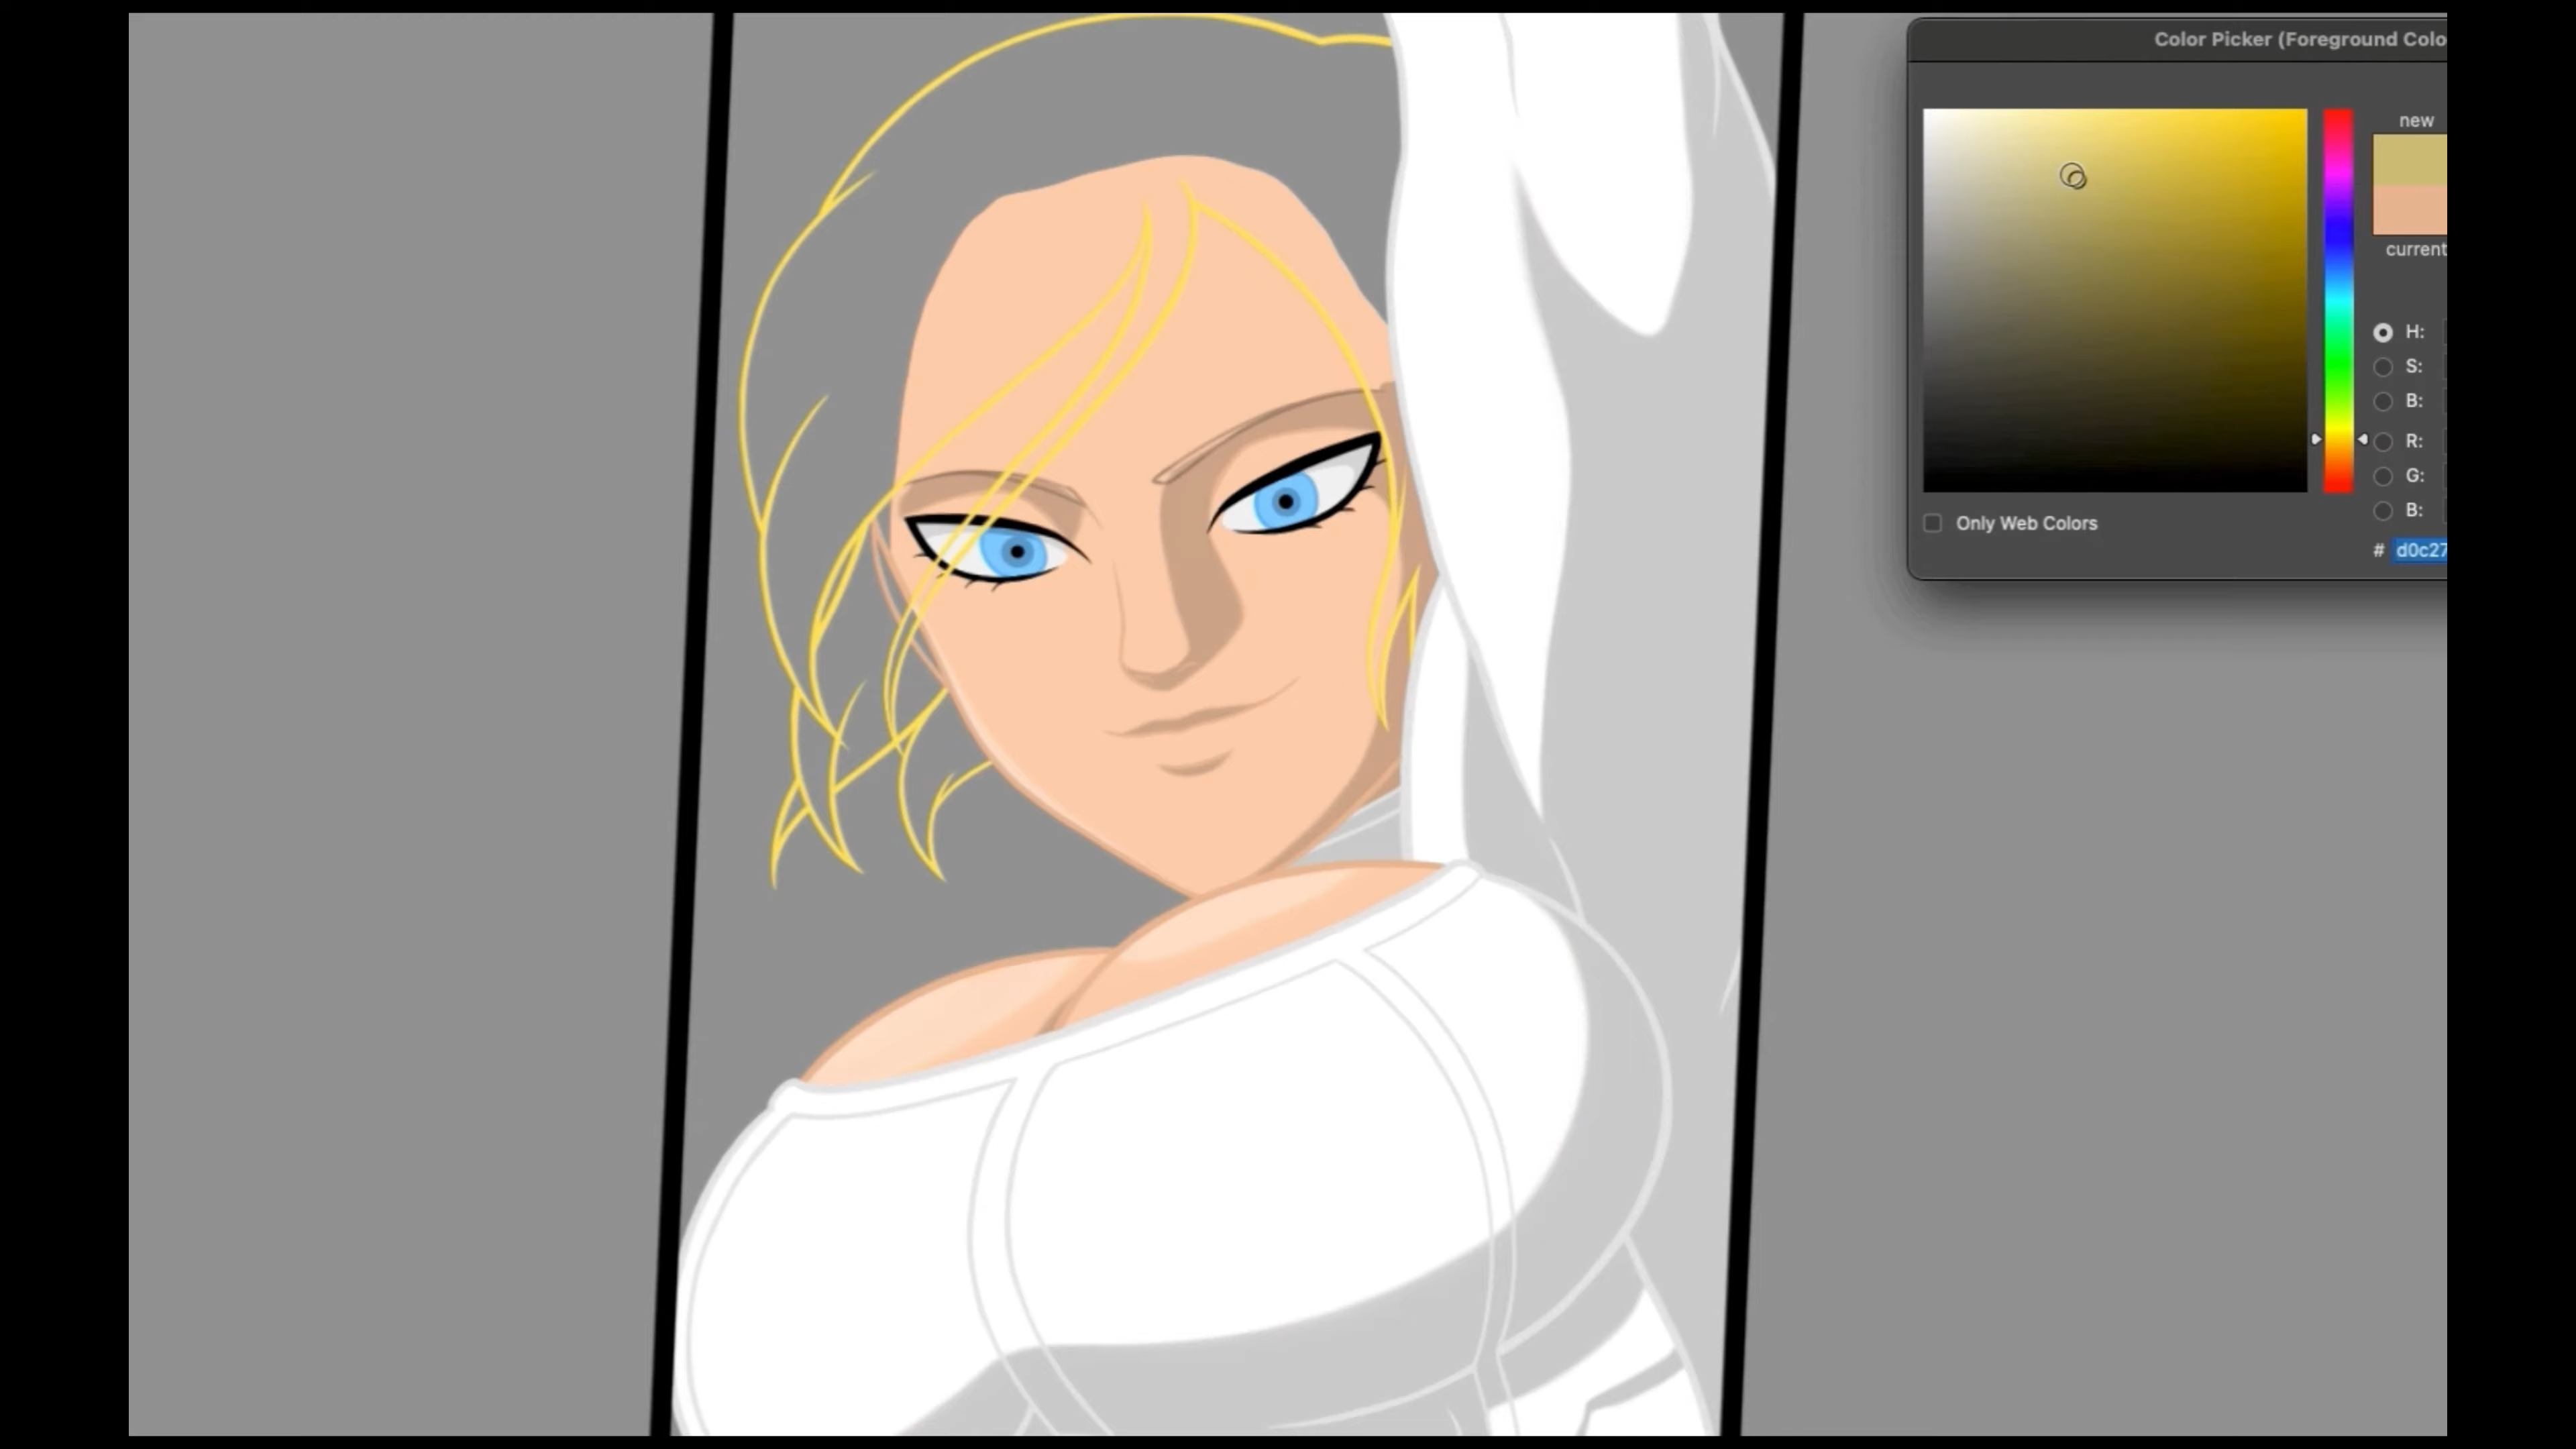 Color Picker (Foreground Colo
new
current
H:
S:
B:
R:
G:
B:
Only Web Colors
# d0c27